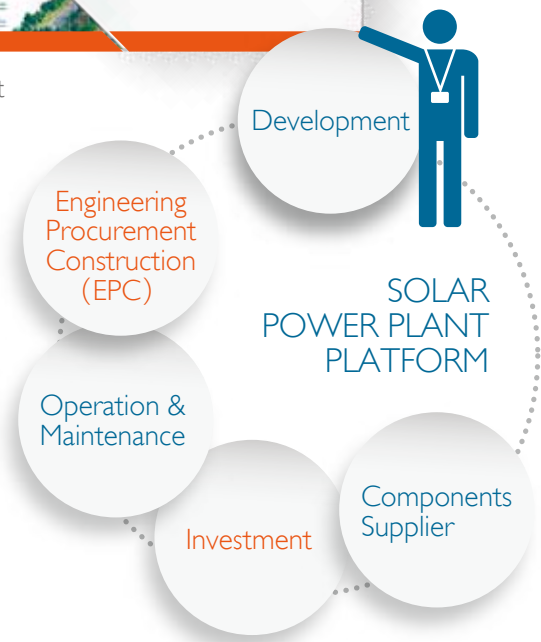 t
Development
Engineering
Procurement
Construction
(EPC)
SOLAR
POWER PLANT
PLATFORM
Operation &
Maintenance
Components
Supplier
Investment